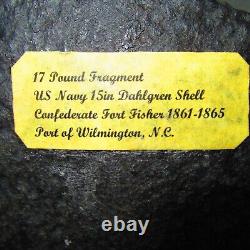 17 Pound Fragment
US Navy 15in Dahlgren Shell
Confederate Fort Fisher 1861-1865
Port of Wilmington, N.C.